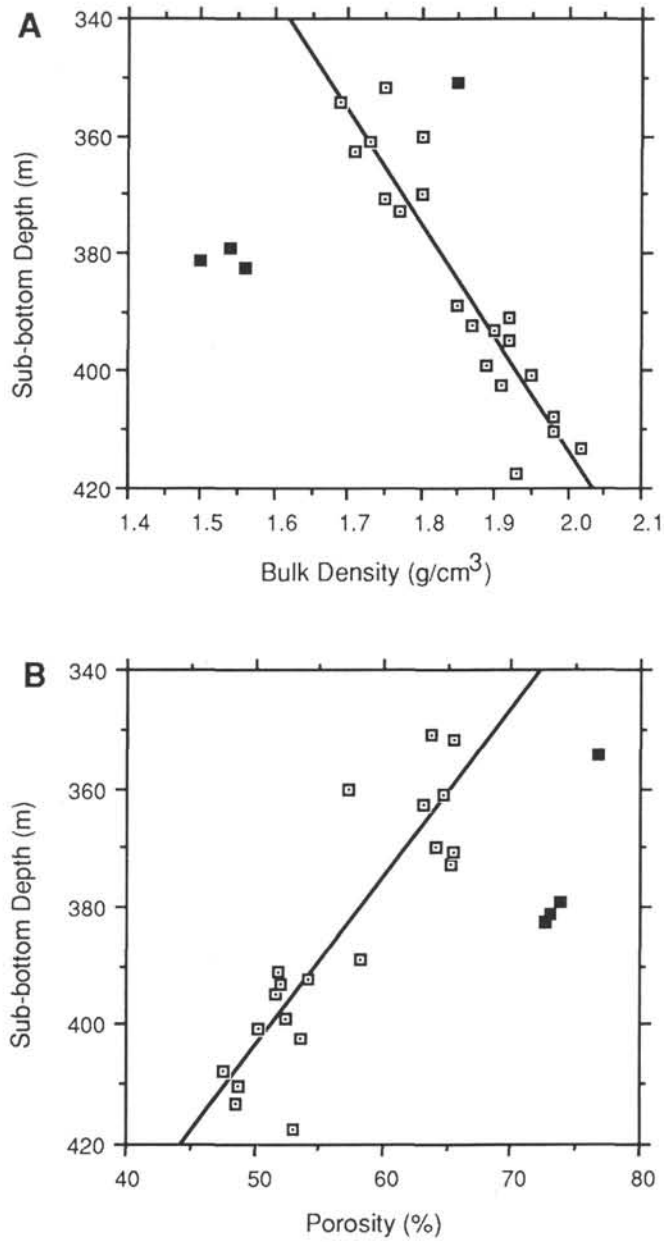 A
340
360
380
400
420
Sub-bottom Depth (m)
1.4 1.5 1.6 1.7 1.8 1.9 2.0 2.1
Bulk Density (g/cm³)
B
340
360
380
400
420
Sub-bottom Depth (m)
40 50 60 70 80
Porosity (%)